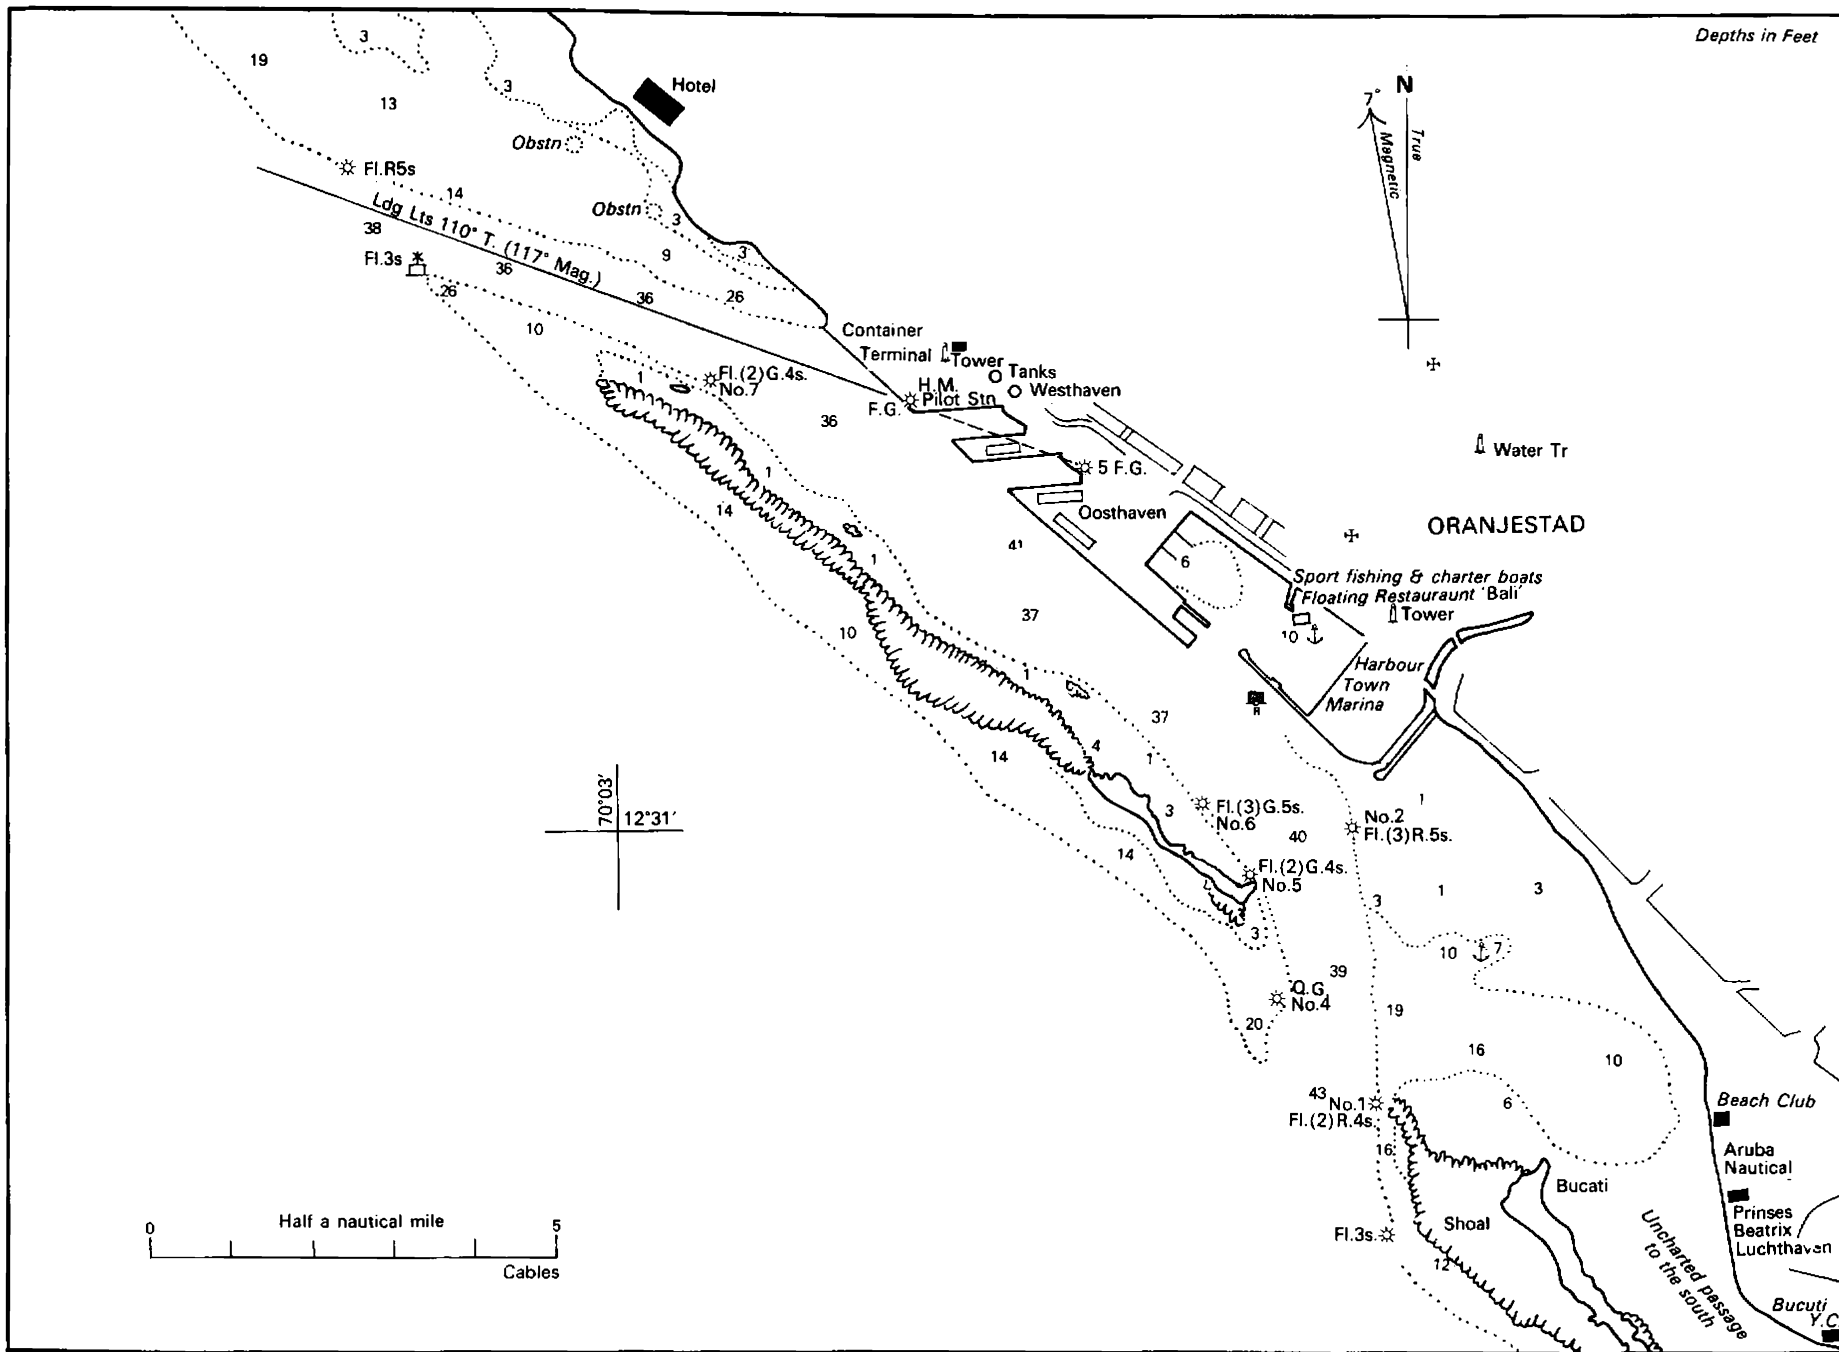 Depths in Feet
3
19
3
Hotel
13
N
7°
True
Magnetic
Obstn
Fl.R5s
14
Obstn
3
Ldg Lts 110° T. (117° Mag.)
38
3
9
Fl.3s
36
26
36
26
10
Container
Terminal
Tower
Tanks
Westhaven
1
Fl.(2)G.4s.
No.7
H.M.
Pilot Stn
F.G.
36
Water Tr
1
5 F.G.
14
Oosthaven
ORANJESTAD
41
1
6
Sport fishing & charter boats
Floating Restauraunt 'Bali'
37
10
10
Tower
Harbour
Town
Marina
1
R
37
4
14
1
70°03'
12°31'
3
Fl.(3)G.5s.
No.6
1
No.2
Fl.(3)R.5s.
40
14
Fl.(2)G.4s.
No.5
3
1
3
3
10
7
39
Q.G.
No.4
20
19
16
10
43
No.1
Fl.(2)R.4s.
6
Beach Club
16
Aruba
Nautical
Bucati
Prinses
Beatrix
Luchthaven
Shoal
Fl.3s.
12
Uncharted passage
to the south
Bucuti
Y.C.
0
Half a nautical mile
5
Cables